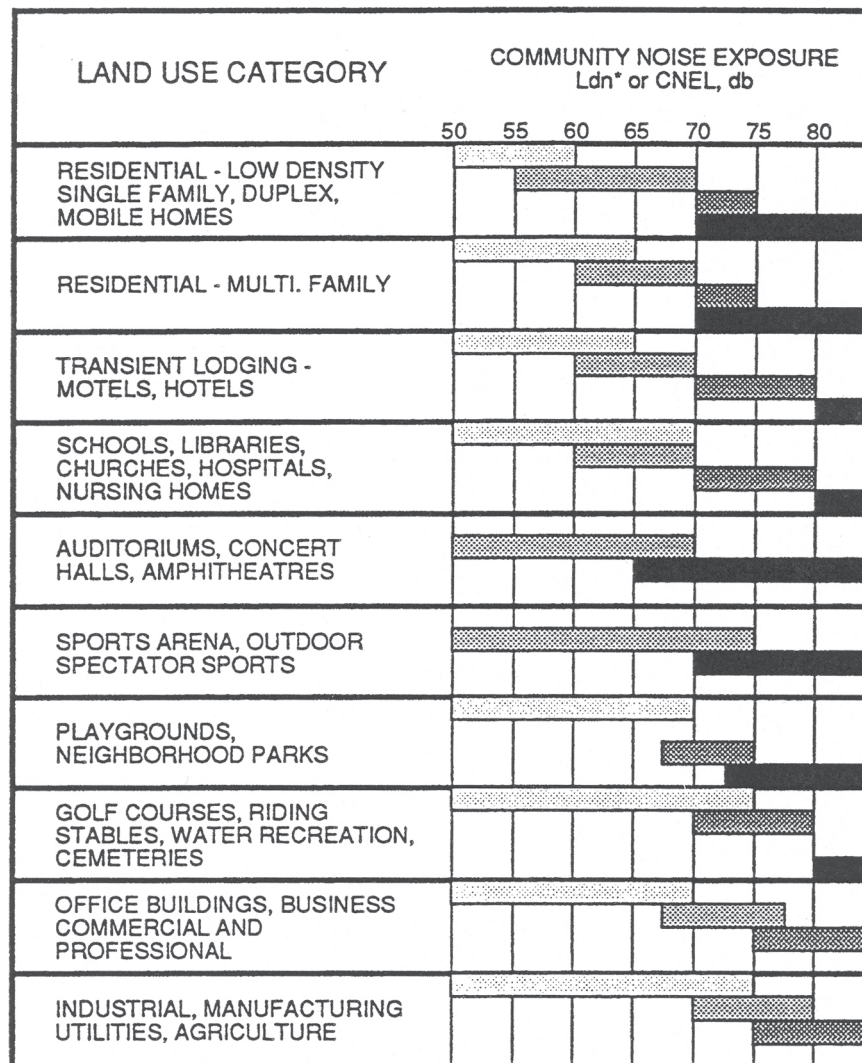 LAND USE CATEGORY
COMMUNITY NOISE EXPOSURE
Ldn* or CNEL, db
50 55 60 65 70 75 80
RESIDENTIAL - LOW DENSITY
SINGLE FAMILY, DUPLEX,
MOBILE HOMES
RESIDENTIAL - MULTI. FAMILY
TRANSIENT LODGING -
MOTELS, HOTELS
SCHOOLS, LIBRARIES,
CHURCHES, HOSPITALS,
NURSING HOMES
AUDITORIUMS, CONCERT
HALLS, AMPHITHEATRES
SPORTS ARENA, OUTDOOR
SPECTATOR SPORTS
PLAYGROUNDS,
NEIGHBORHOOD PARKS
GOLF COURSES, RIDING
STABLES, WATER RECREATION,
CEMETERIES
OFFICE BUILDINGS, BUSINESS
COMMERCIAL AND
PROFESSIONAL
INDUSTRIAL, MANUFACTURING
UTILITIES, AGRICULTURE